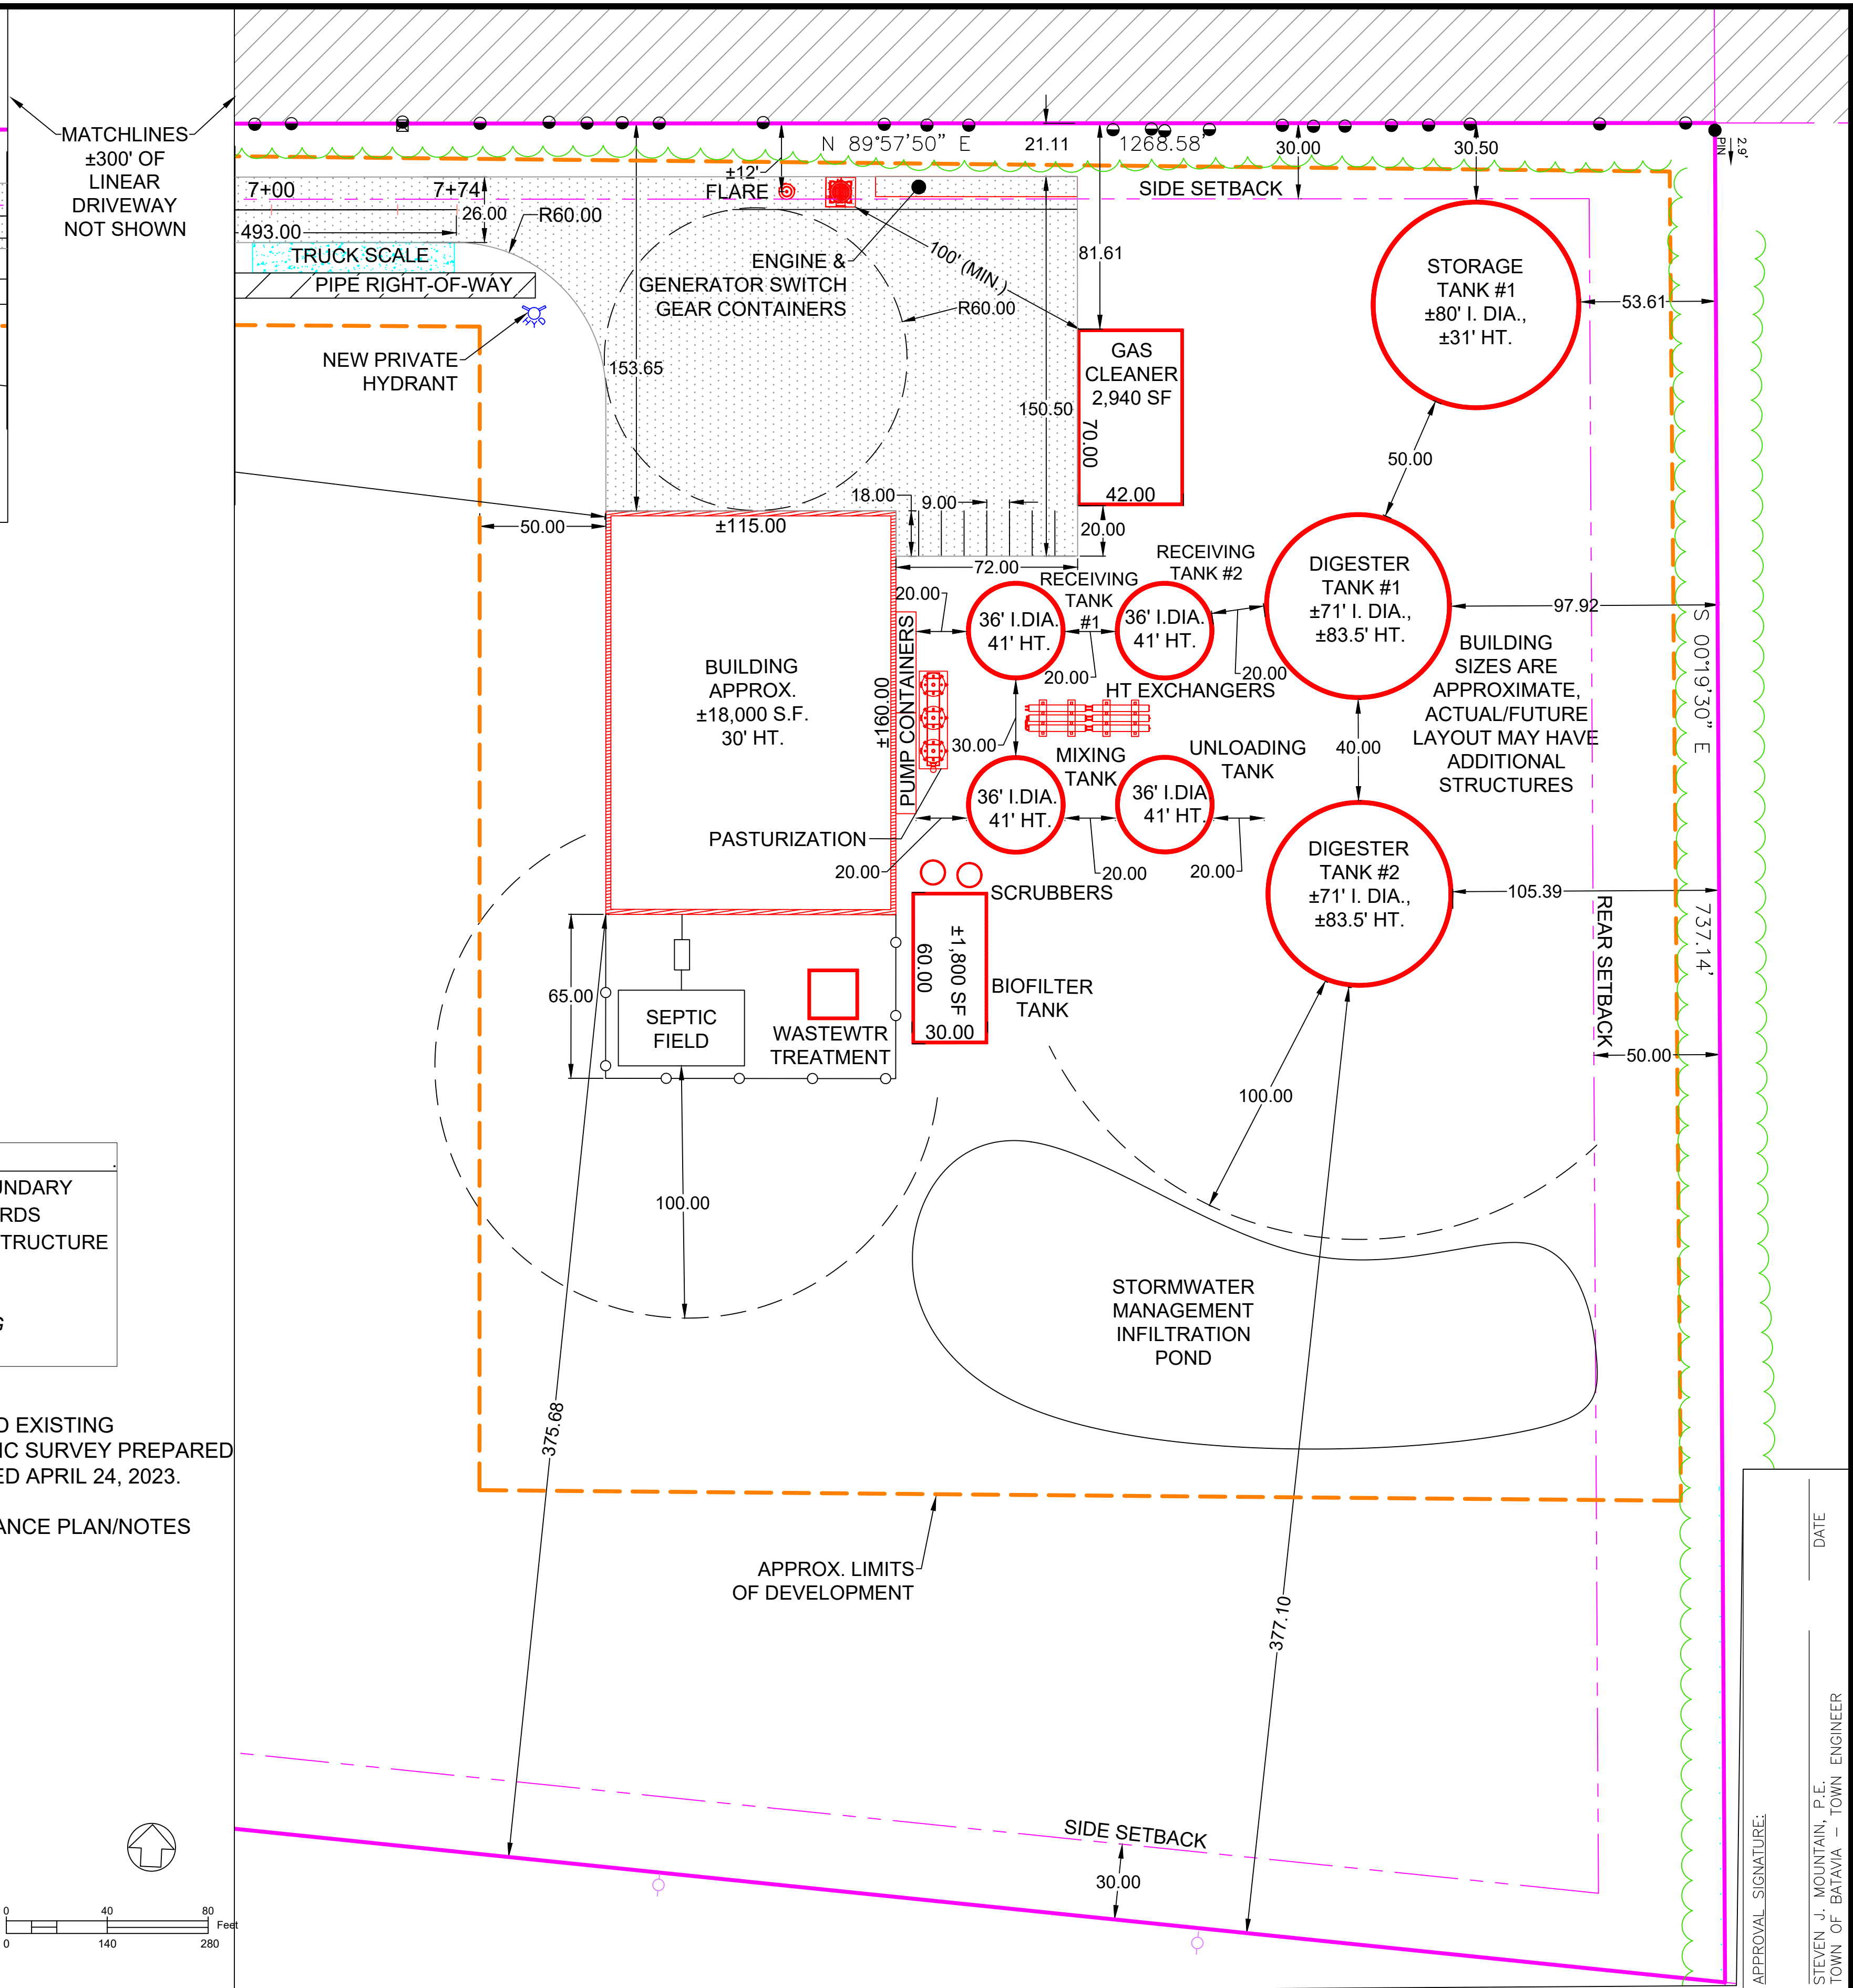 MATCHLINES
±300' OF
LINEAR
DRIVEWAY
NOT SHOWN
N 89°57'50" E
21.11
1268.58'
30.00
30.50
2.9'
PIN
±12'
FLARE
SIDE SETBACK
7+00
7+74
26.00
R60.00
493.00
TRUCK SCALE
PIPE RIGHT-OF-WAY
NEW PRIVATE
HYDRANT
ENGINE &
GENERATOR SWITCH
GEAR CONTAINERS
100' (MIN.)
R60.00
81.61
153.65
150.50
GAS
CLEANER
2,940 SF
70.00
42.00
20.00
STORAGE
TANK #1
±80' I. DIA.,
±31' HT.
53.61
50.00
50.00
±115.00
18.00
9.00
72.00
RECEIVING
TANK
#1
RECEIVING
TANK #2
DIGESTER
TANK #1
±71' I. DIA.,
±83.5' HT.
97.92
20.00
36' I.DIA.
41' HT.
36' I.DIA.
41' HT.
20.00
20.00
S 00°19'30" E
737.14'
BUILDING
SIZES ARE
APPROXIMATE,
ACTUAL/FUTURE
LAYOUT MAY HAVE
ADDITIONAL
STRUCTURES
BUILDING
APPROX.
±18,000 S.F.
30' HT.
±160.00
PUMP CONTAINERS
HT EXCHANGERS
30.00
MIXING
TANK
UNLOADING
TANK
40.00
36' I.DIA.
41' HT.
36' I.DIA.
41' HT.
PASTURIZATION
20.00
20.00
20.00
DIGESTER
TANK #2
±71' I. DIA.,
±83.5' HT.
105.39
SCRUBBERS
±1,800 SF
60.00
30.00
BIOFILTER
TANK
REAR SETBACK
50.00
65.00
SEPTIC
FIELD
WASTEWTR
TREATMENT
100.00
100.00
STORMWATER
MANAGEMENT
INFILTRATION
POND
UNDARY
RDS
TRUCTURE
G
D EXISTING
IC SURVEY PREPARED
ED APRIL 24, 2023.
ANCE PLAN/NOTES
375.68
377.10
APPROX. LIMITS
OF DEVELOPMENT
SIDE SETBACK
30.00
0 40 80
Feet
0 140 280
APPROVAL SIGNATURE:
DATE
STEVEN J. MOUNTAIN, P.E.
TOWN OF BATAVIA – TOWN ENGINEER